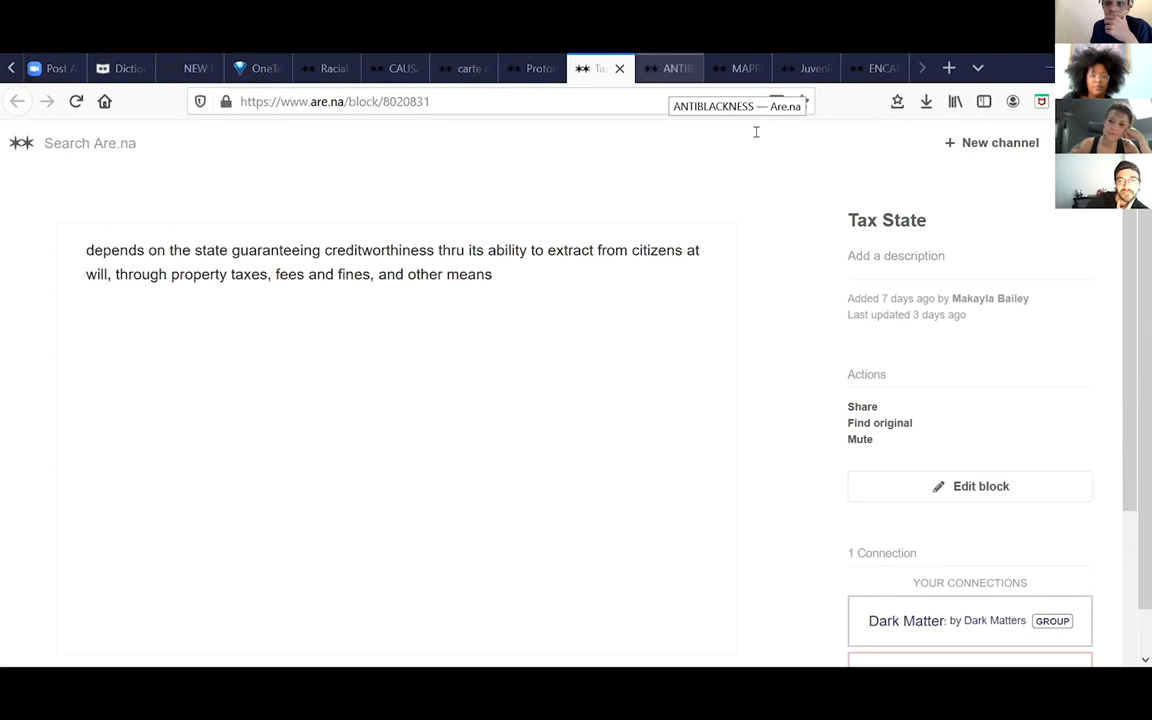 Post
Dictio
NEW
OneTa
Racial
CAUS
carte
Proto
Ta
ANTIB
MAPP
Juveni
ENCA
https://www.are.na/block/8020831
ANTIBLACKNESS — Are.na
Search Are.na
+ New channel
Tax State
depends on the state guaranteeing creditworthiness thru its ability to extract from citizens at
will, through property taxes, fees and fines, and other means
Add a description
Added 7 days ago by Makayla Bailey
Last updated 3 days ago
Actions
Share
Find original
Mute
Edit block
1 Connection
YOUR CONNECTIONS
Dark Matter: by Dark Matters GROUP